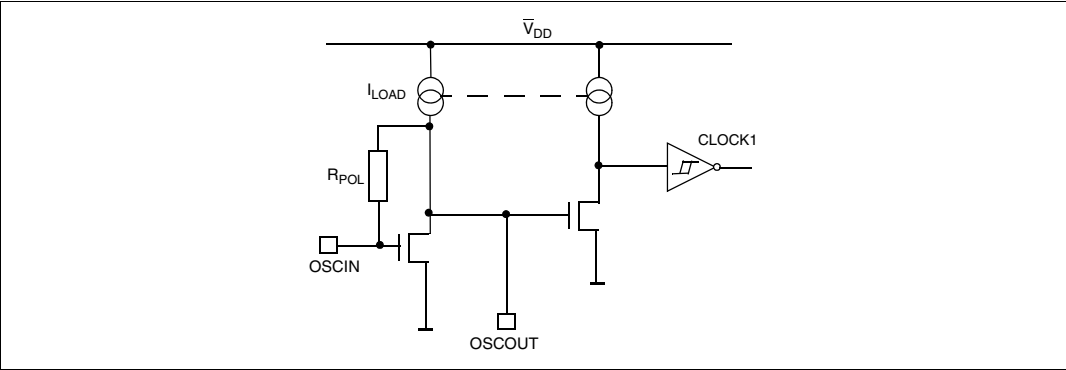 V̅DD
ILOAD
CLOCK1
RPOL
OSCIN
OSCOUT